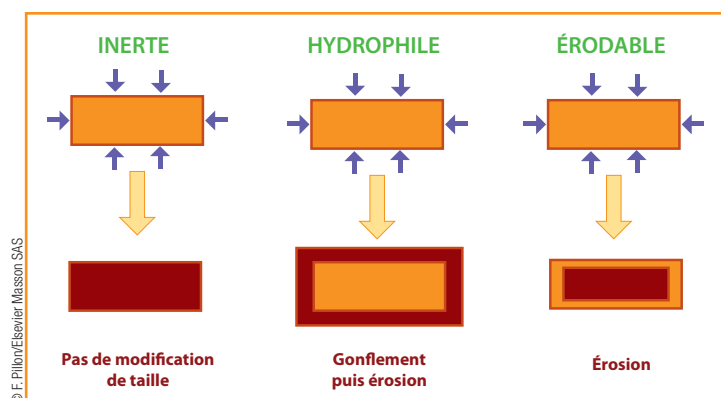 INERTE
HYDROPHILE
ÉRODABLE
Pas de modification
de taille
Gonflement
puis érosion
Érosion
© F. Pillon/Elsevier Masson SAS